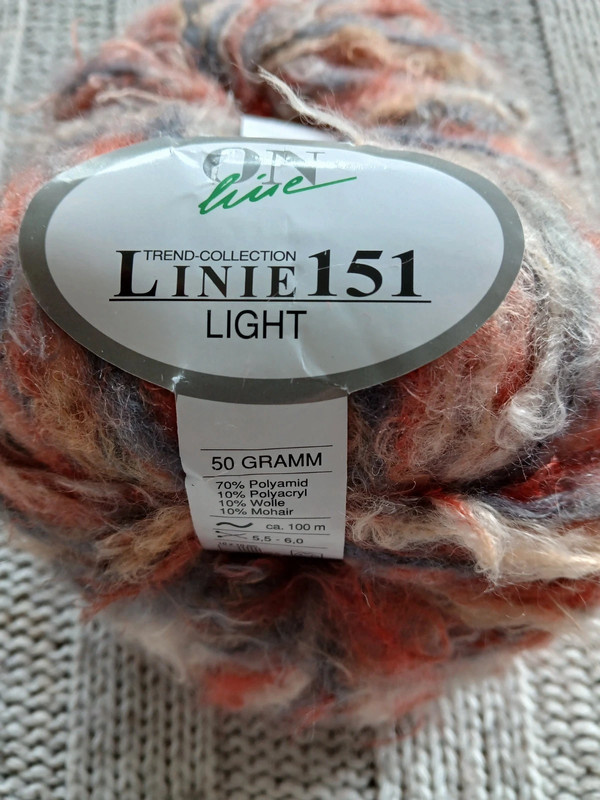 ON
line
TREND-COLLECTION
LINIE 151
LIGHT
50 GRAMM
70% Polyamid
10% Polyacryl
10% Wolle
10% Mohair
ca. 100 m
5,5 - 6,0